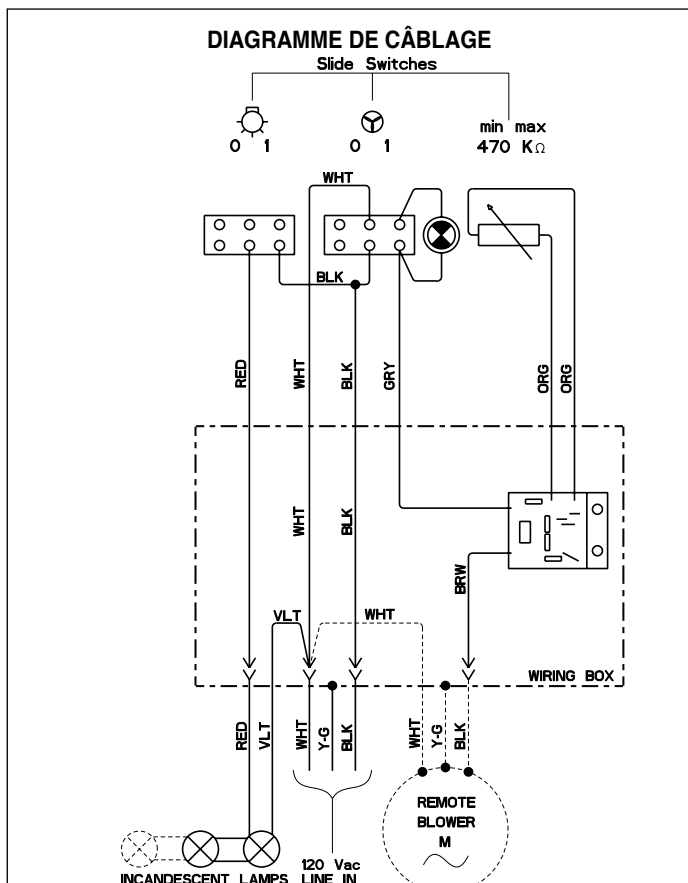 DIAGRAMME DE CÂBLAGE
Slide Switches
0 1
0 1
min max
470 KΩ
WHT
BLK
RED
WHT
BLK
GRY
ORG
ORG
WHT
BLK
BRW
VLT
WHT
WIRING BOX
RED
VLT
WHT
Y-G
BLK
WHT
Y-G
BLK
REMOTE
BLOWER
M
120 Vac
INCANDESCENT LAMPS LINE IN